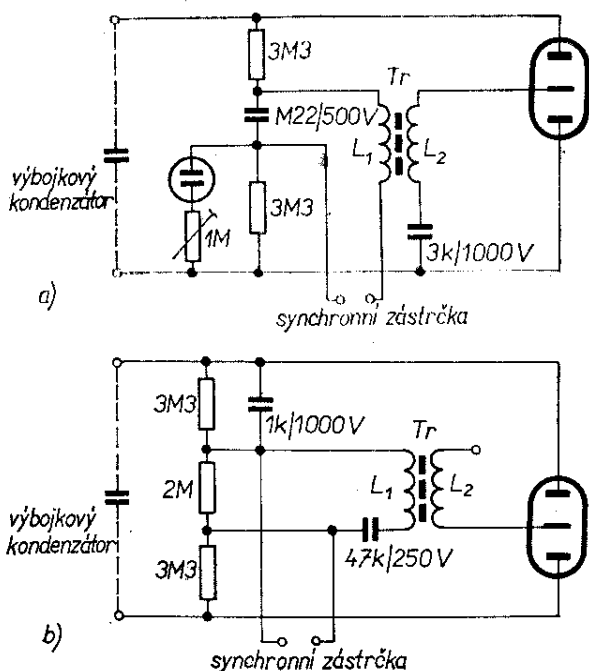 3M3
Tr
M22/500V
L1
L2
výbojkový
kondenzátor
3M3
1M
3k/1000V
a)
synchronní zástrčka
3M3
1k/1000V
Tr
2M
L1
L2
výbojkový
kondenzátor
3M3
47k/250V
b)
synchronní zástrčka